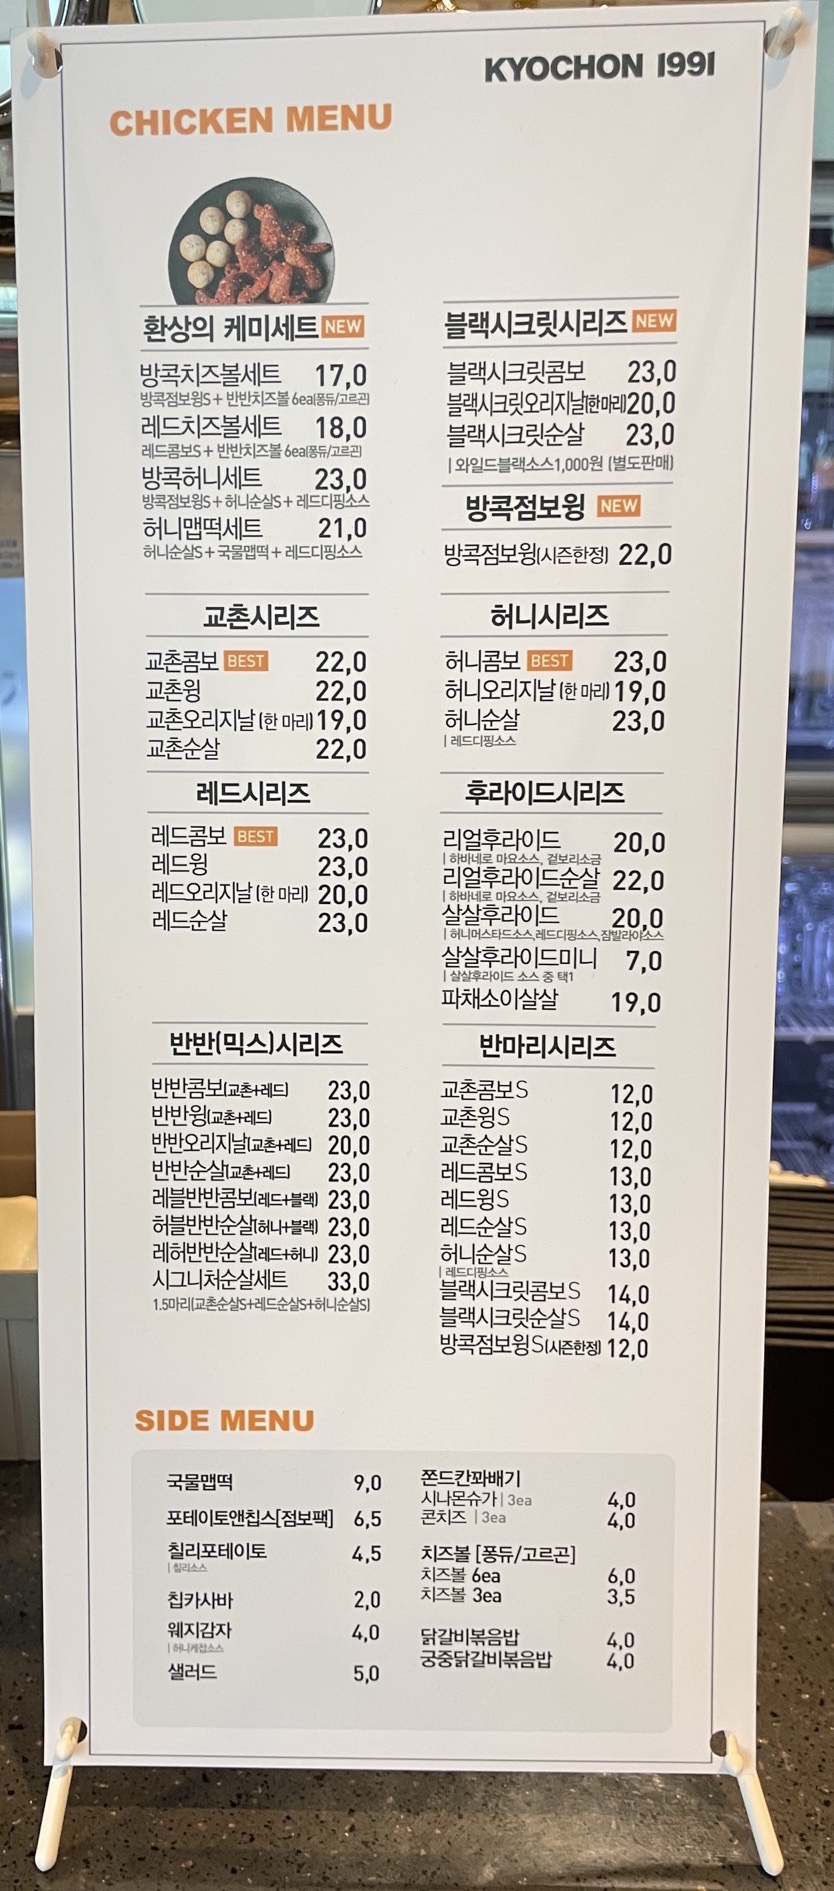 KYOCHON 1991
CHICKEN MENU
환상의 케미세트 NEW
방콕치즈볼세트 17,0
방콕점보윙S + 반반치즈볼 6ea(퐁듀/고르곤)
레드치즈볼세트 18,0
레드콤보S + 반반치즈볼 6ea(퐁듀/고르곤)
방콕허니세트 23,0
방콕점보윙S + 허니순살S + 레드디핑소스
허니맵떡세트 21,0
허니순살S + 국물맵떡 + 레드디핑소스
블랙시크릿시리즈 NEW
블랙시크릿콤보 23,0
블랙시크릿오리지날(한마리) 20,0
블랙시크릿순살 23,0
| 와일드블랙소스1,000원 (별도판매)
방콕점보윙 NEW
방콕점보윙(시즌한정) 22,0
교촌시리즈
교촌콤보 BEST 22,0
교촌윙 22,0
교촌오리지날 (한 마리) 19,0
교촌순살 22,0
허니시리즈
허니콤보 BEST 23,0
허니오리지날 (한 마리) 19,0
허니순살 23,0
| 레드디핑소스
레드시리즈
레드콤보 BEST 23,0
레드윙 23,0
레드오리지날 (한 마리) 20,0
레드순살 23,0
후라이드시리즈
리얼후라이드 20,0
| 하바네로 마요소스, 겉보리소금
리얼후라이드순살 22,0
| 하바네로 마요소스, 겉보리소금
살살후라이드 20,0
| 허니머스타드소스,레드디핑소스,잠발라야소스
살살후라이드미니 7,0
| 살살후라이드 소스 중 택1
파채소이살살 19,0
반반(믹스)시리즈
반반콤보(교촌+레드) 23,0
반반윙(교촌+레드) 23,0
반반오리지날(교촌+레드) 20,0
반반순살(교촌+레드) 23,0
레블반반콤보(레드+블랙) 23,0
허블반반순살(허니+블랙) 23,0
레허반반순살(레드+허니) 23,0
시그니처순살세트 33,0
1.5마리(교촌순살S+레드순살S+허니순살S)
반마리시리즈
교촌콤보S 12,0
교촌윙S 12,0
교촌순살S 12,0
레드콤보S 13,0
레드윙S 13,0
레드순살S 13,0
허니순살S 13,0
| 레드디핑소스
블랙시크릿콤보S 14,0
블랙시크릿순살S 14,0
방콕점보윙S(시즌한정) 12,0
SIDE MENU
국물맵떡 9,0
포테이토앤칩스[점보팩] 6,5
칠리포테이토 4,5
| 칠리소스
칩카사바 2,0
웨지감자 4,0
| 허니케찹소스
샐러드 5,0
쫀드칸꽈배기
시나몬슈가 | 3ea 4,0
콘치즈 | 3ea 4,0
치즈볼 [퐁듀/고르곤]
치즈볼 6ea 6,0
치즈볼 3ea 3,5
닭갈비볶음밥 4,0
궁중닭갈비볶음밥 4,0